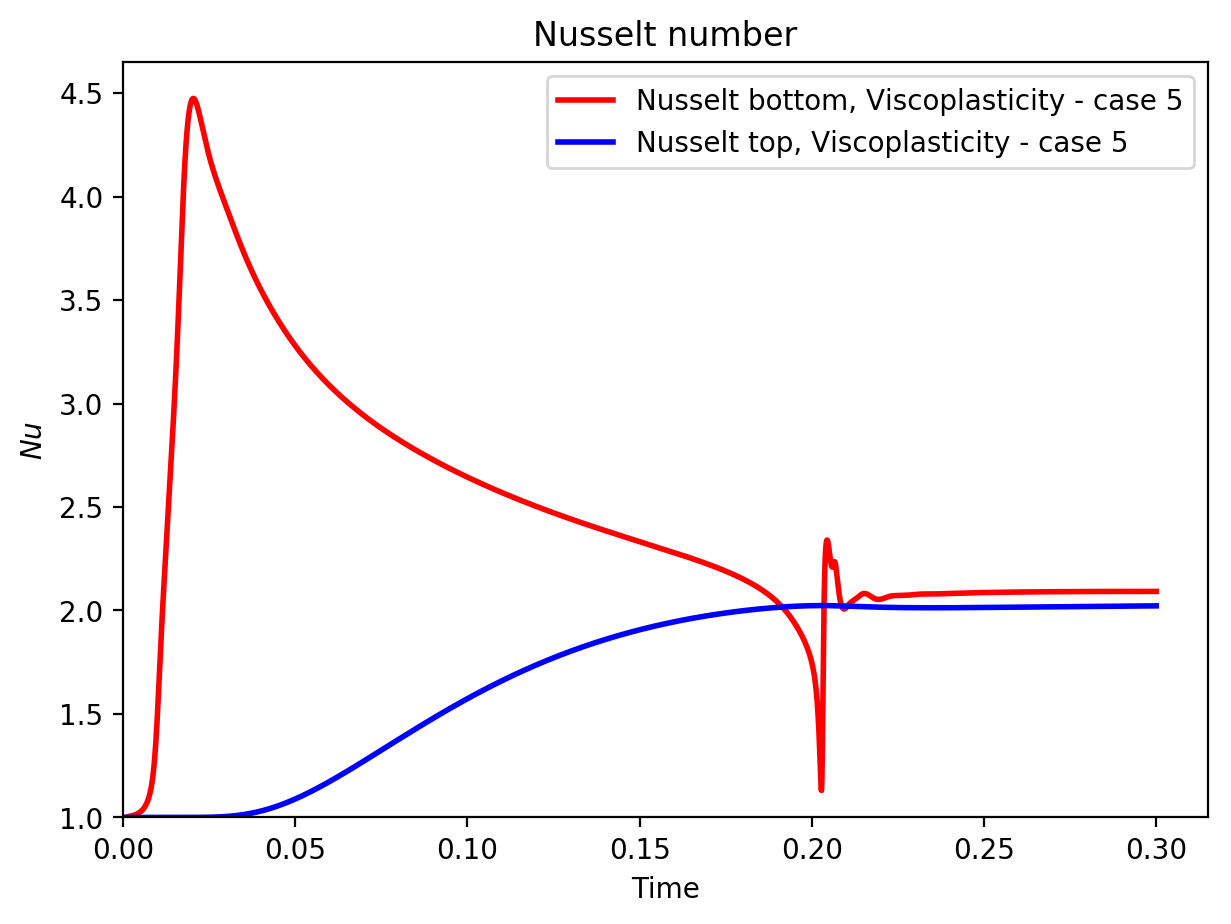 Nusselt number
Nusselt bottom, Viscoplasticity - case 5
Nusselt top, Viscoplasticity - case 5
Nu
4.5
4.0
3.5
3.0
2.5
2.0
1.5
1.0
0.00 0.05 0.10 0.15 0.20 0.25 0.30
Time